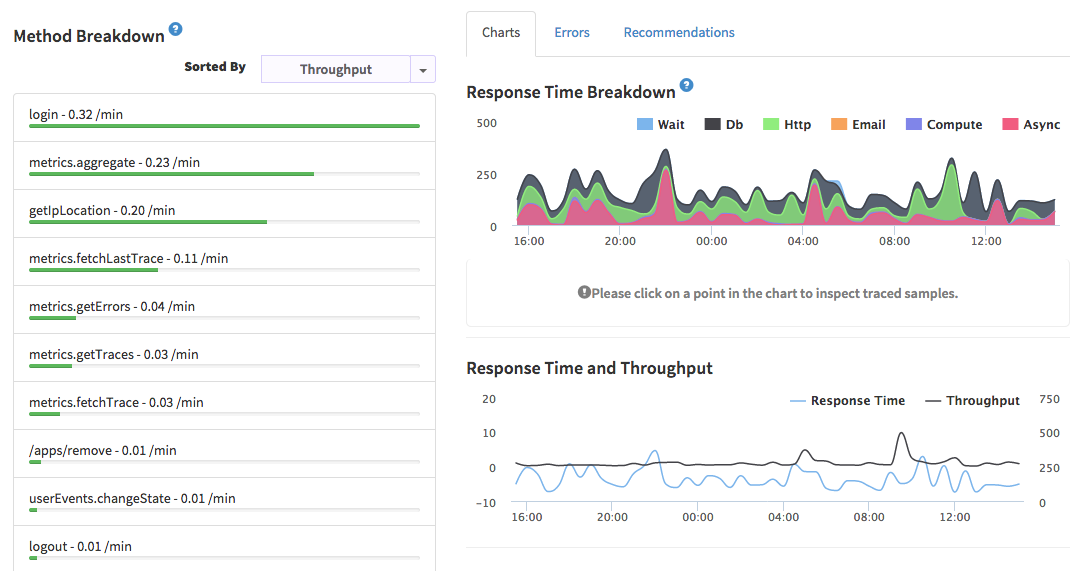 Method Breakdown ?
Sorted By Throughput
login - 0.32 /min
metrics.aggregate - 0.23 /min
getIpLocation - 0.20 /min
metrics.fetchLastTrace - 0.11 /min
metrics.getErrors - 0.04 /min
metrics.getTraces - 0.03 /min
metrics.fetchTrace - 0.03 /min
/apps/remove - 0.01 /min
userEvents.changeState - 0.01 /min
logout - 0.01 /min
Charts Errors Recommendations
Response Time Breakdown ?
Wait Db Http Email Compute Async
500
250
0
16:00 20:00 00:00 04:00 08:00 12:00
Please click on a point in the chart to inspect traced samples.
Response Time and Throughput
Response Time Throughput
20 750
10 500
0 250
−10 0
16:00 20:00 00:00 04:00 08:00 12:00